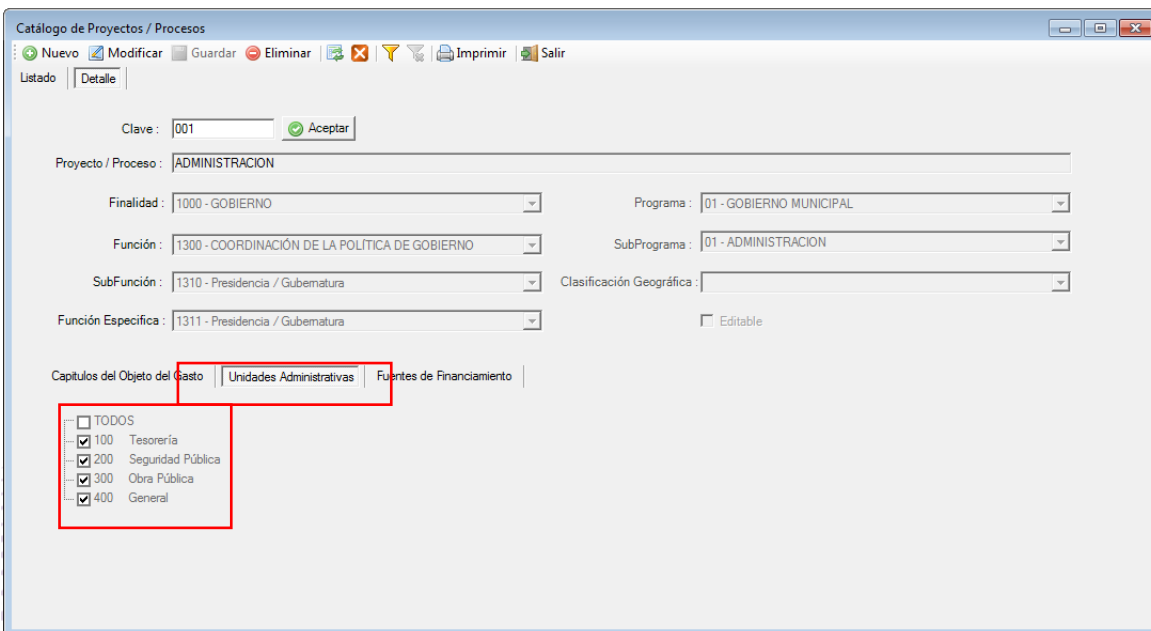 Catálogo de Proyectos / Procesos
Nuevo Modificar Guardar Eliminar Imprimir Salir
Listado Detalle
Clave : 001 Aceptar
Proyecto / Proceso : ADMINISTRACION
Finalidad : 1000 - GOBIERNO Programa : 01 - GOBIERNO MUNICIPAL
Función : 1300 - COORDINACIÓN DE LA POLÍTICA DE GOBIERNO SubPrograma : 01 - ADMINISTRACION
SubFunción : 1310 - Presidencia / Gubernatura Clasificación Geográfica :
Función Especifica : 1311 - Presidencia / Gubernatura Editable
Capitulos del Objeto del Gasto Unidades Administrativas Fuentes de Financiamiento
TODOS
100 Tesorería
200 Seguridad Pública
300 Obra Pública
400 General